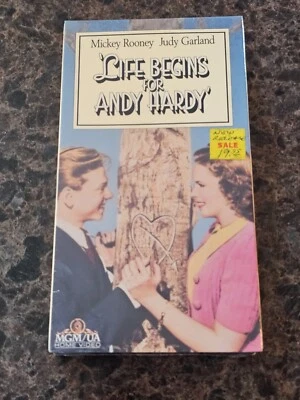 Mickey Rooney Judy Garland
'LIFE BEGINS
FOR
ANDY HARDY'
SALE
MGM/UA
HOME VIDEO